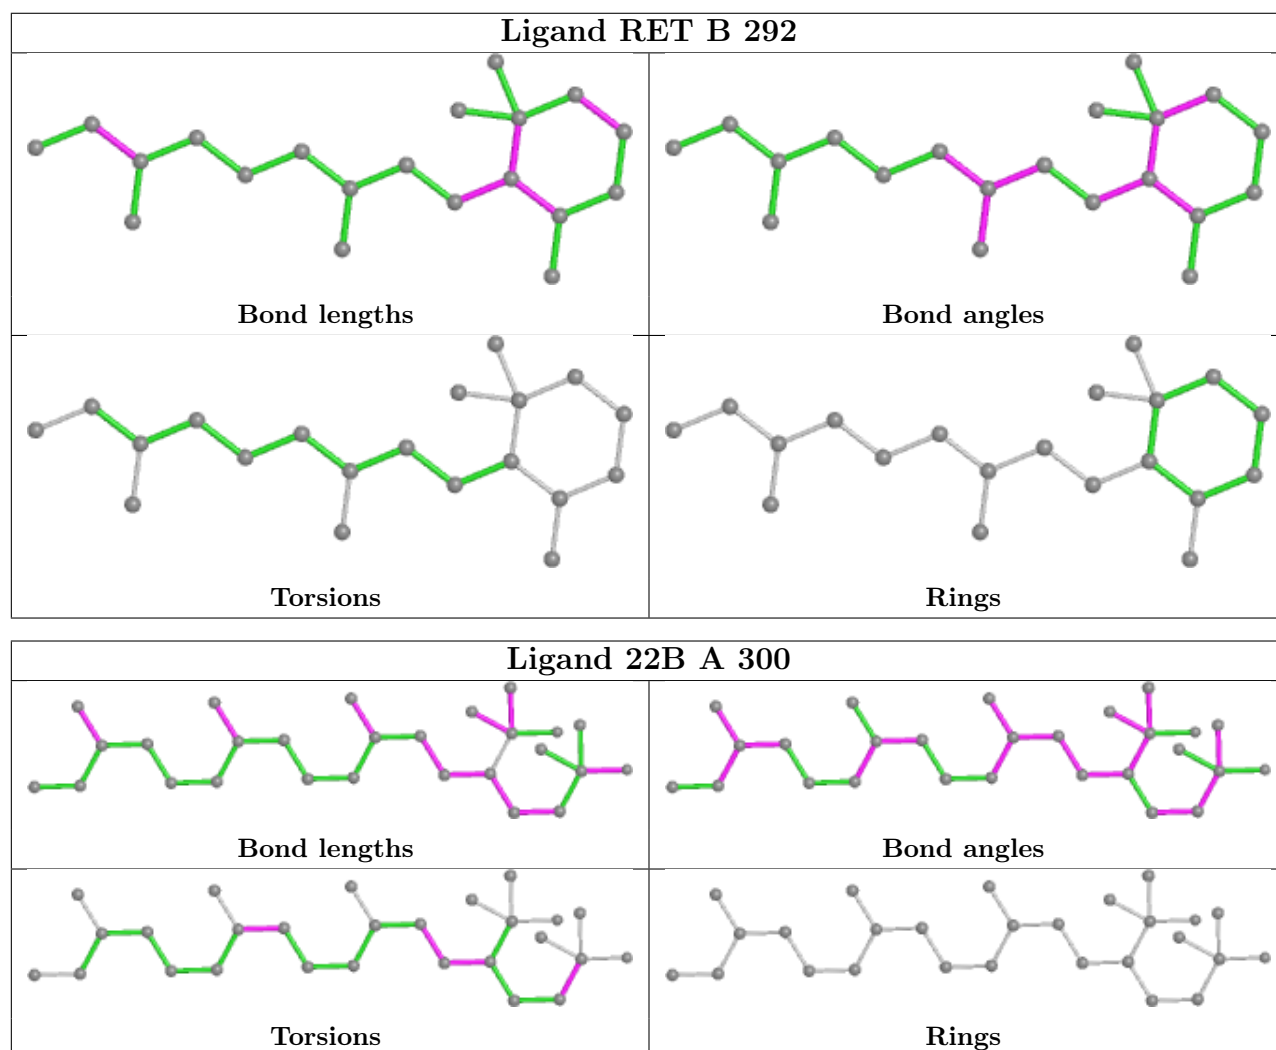 Ligand RET B 292
Bond lengths
Bond angles
Torsions
Rings
Ligand 22B A 300
Bond lengths
Bond angles
Torsions
Rings